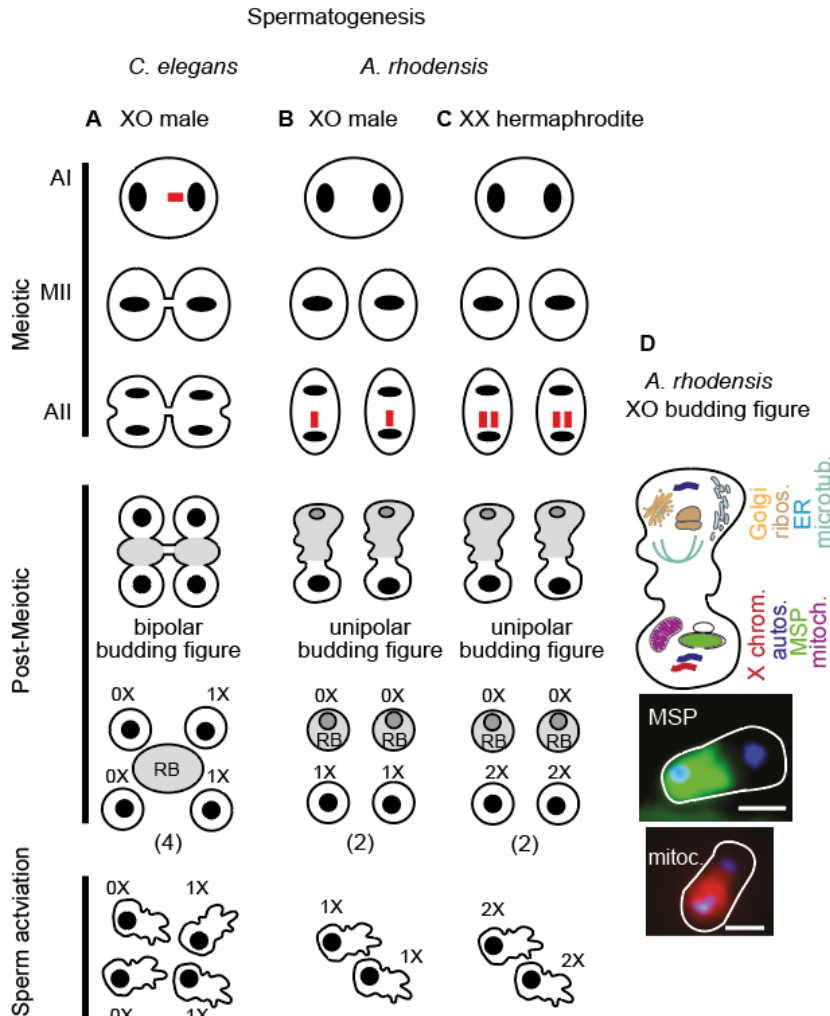 Spermatogenesis
C. elegans
A. rhodensis
A XO male
B XO male
C XX hermaphrodite
Meiotic
AI
MII
AII
D
A. rhodensis
XO budding figure
Golgi
ribos.
ER
microtub.
X chrom.
autos.
MSP
mitoch.
Post-Meiotic
bipolar
budding figure
unipolar
budding figure
unipolar
budding figure
0X 1X
RB
0X 1X
(4)
0X 0X
RB RB
1X 1X
(2)
0X 0X
RB RB
2X 2X
(2)
MSP
mitoc.
Sperm actviation
0X 1X
0X 1X
1X
1X
2X
2X